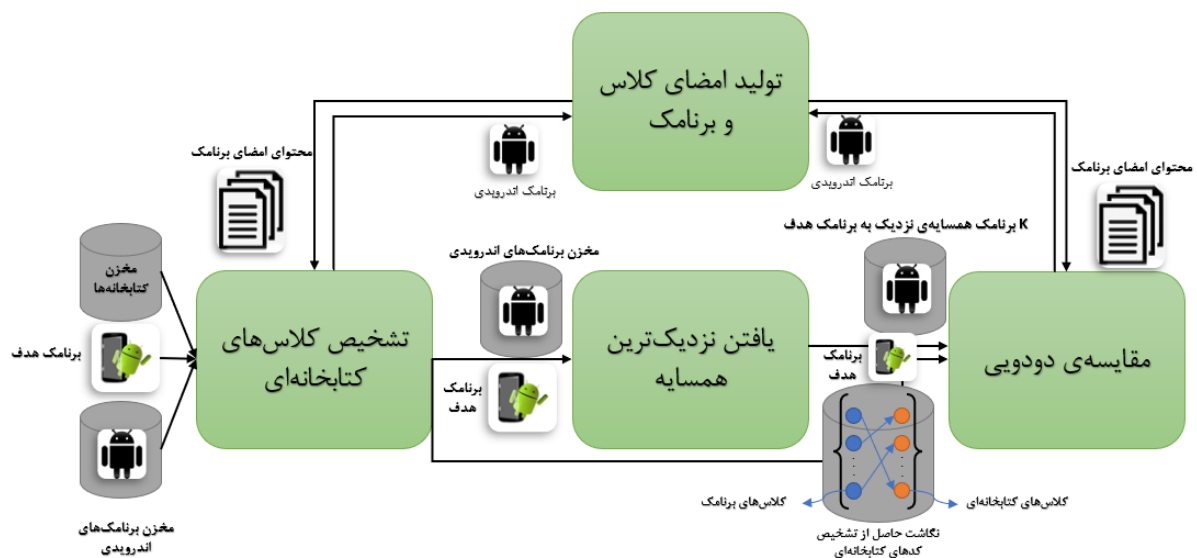 تولید امضای کلاس
و برنامک
محتوای امضای برنامک
برنامک اندرویدی
برنامک اندرویدی
محتوای امضای برنامک
مخزن
کتابخانه‌ها
برنامک هدف
مخزن برنامک‌های
اندرویدی
تشخیص کلاس‌های
کتابخانه‌ای
مخزن برنامک‌های اندرویدی
برنامک
هدف
یافتن نزدیک‌ترین
همسایه
K برنامک همسایه‌ی نزدیک به برنامک هدف
برنامک
هدف
مقایسه‌ی دودویی
کلاس‌های برنامک
کلاس‌های کتابخانه‌ای
نگاشت حاصل از تشخیص
کدهای کتابخانه‌ای